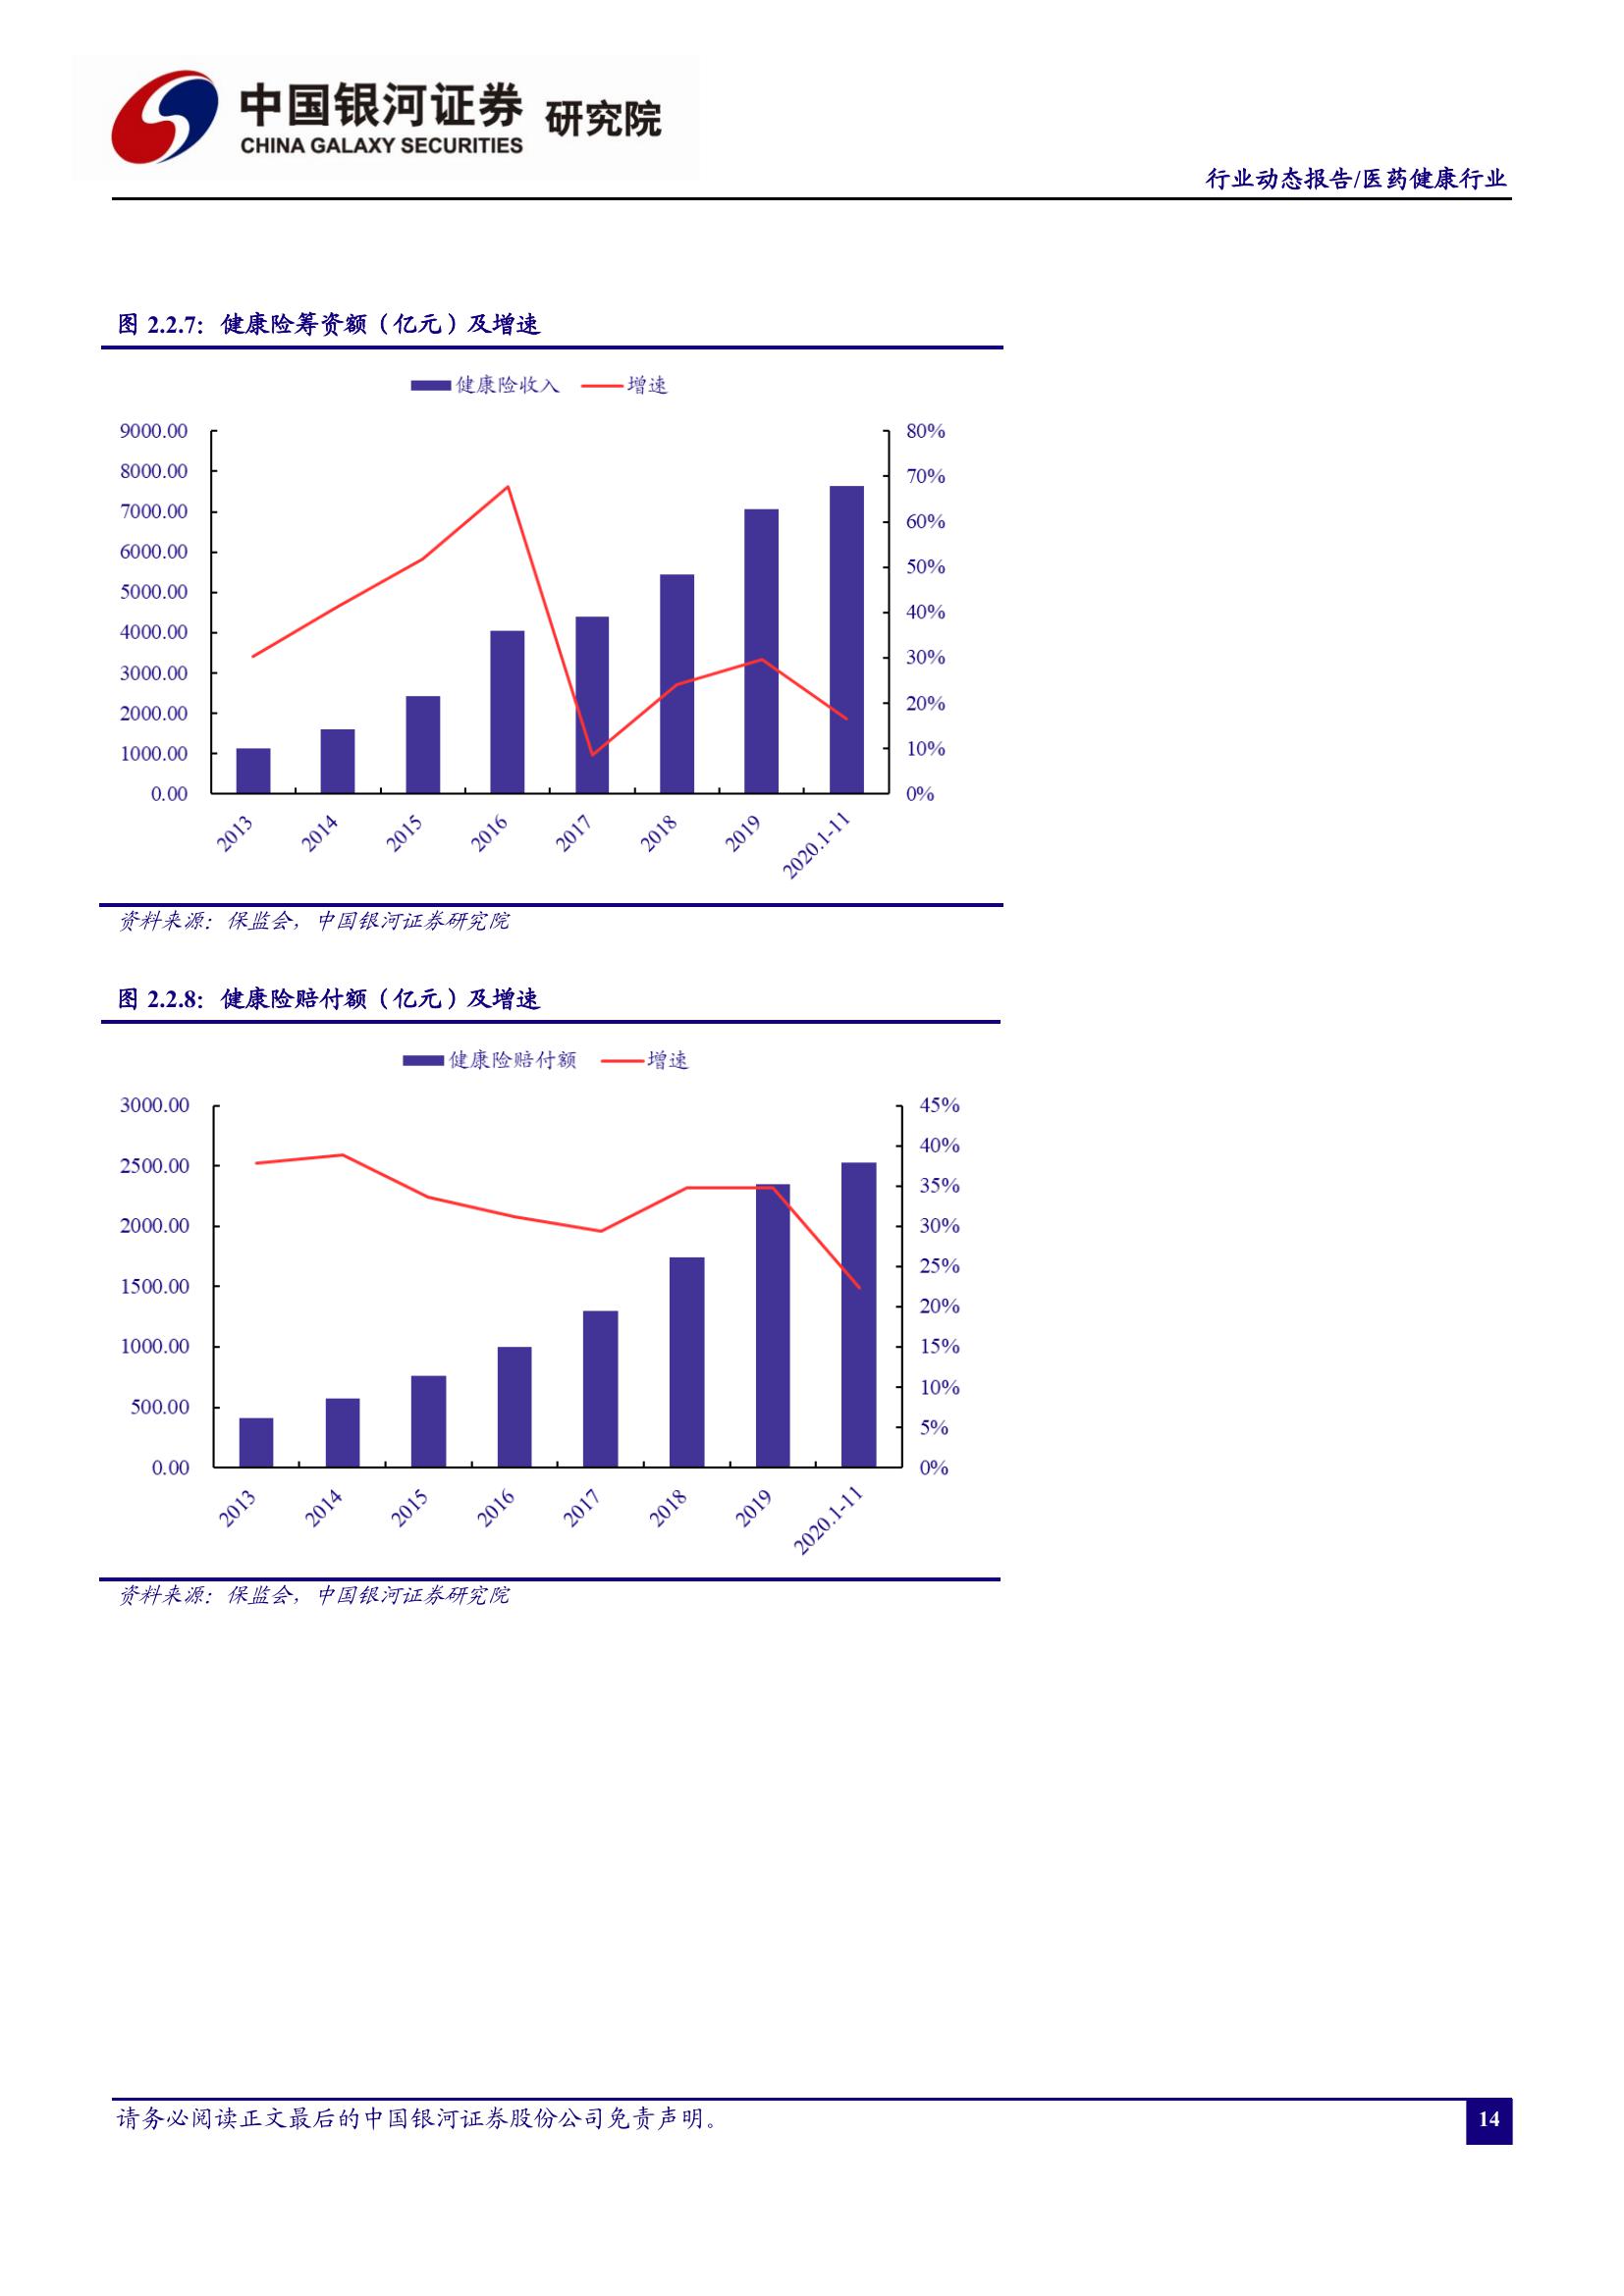 中国银河证券 研究院
CHINA GALAXY SECURITIES
行业动态报告/医药健康行业
图 2.2.7：健康险筹资额（亿元）及增速
健康险收入 增速
9000.00 80%
8000.00 70%
7000.00 60%
6000.00 50%
5000.00 40%
4000.00 30%
3000.00 20%
2000.00 10%
1000.00 0%
0.00
2013 2014 2015 2016 2017 2018 2019 2020.1-11
资料来源：保监会，中国银河证券研究院
图 2.2.8：健康险赔付额（亿元）及增速
健康险赔付额 增速
3000.00 45%
2500.00 40%
2000.00 35%
1500.00 30%
1000.00 25%
500.00 20%
0.00 15%
10%
5%
0%
2013 2014 2015 2016 2017 2018 2019 2020.1-11
资料来源：保监会，中国银河证券研究院
请务必阅读正文最后的中国银河证券股份公司免责声明。
14